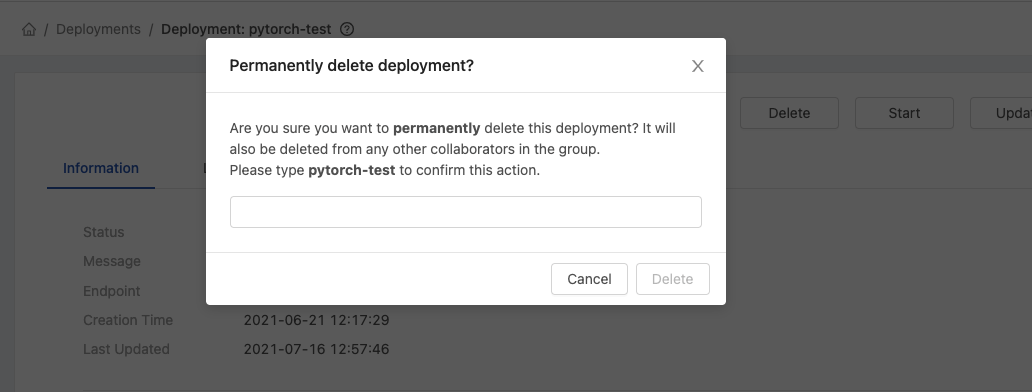 / Deployments / Deployment: pytorch-test
Permanently delete deployment? X
Delete Start Updat
Are you sure you want to permanently delete this deployment? It will
also be deleted from any other collaborators in the group.
Please type pytorch-test to confirm this action.
Information
Status
Message
Endpoint
Cancel Delete
Creation Time 2021-06-21 12:17:29
Last Updated 2021-07-16 12:57:46